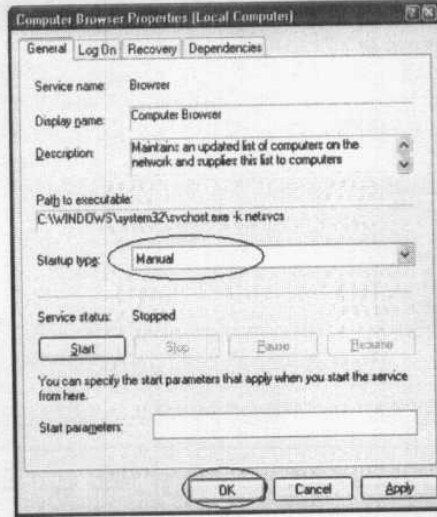 Computer Browser Properties (Local Computer)
General Log On Recovery Dependencies
Service name: Browser
Display name: Computer Browser
Description: Maintains an updated list of computers on the
network and supplies this list to computers
Path to executable:
C:\WINDOWS\system32\svchost.exe -k netsvcs
Startup type: Manual
Service status: Stopped
Start Stop Pause Resume
You can specify the start parameters that apply when you start the service
from here.
Start parameters:
OK Cancel Apply